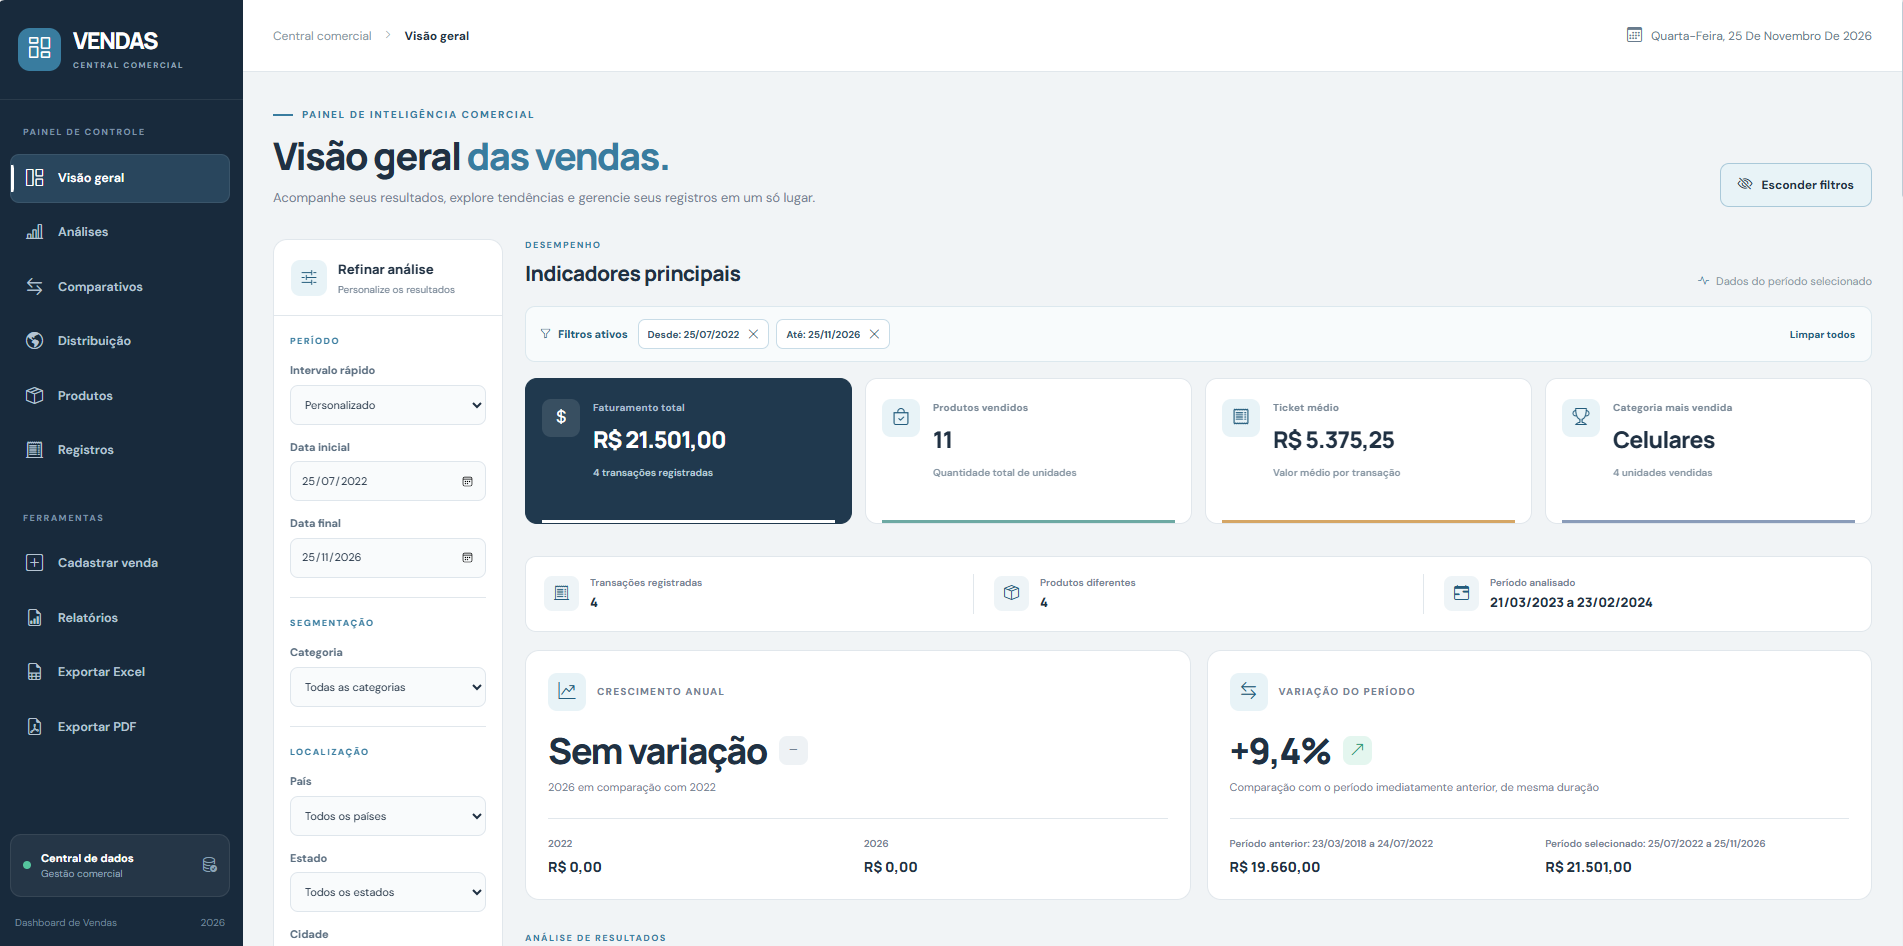 VENDAS
CENTRAL COMERCIAL
PAINEL DE CONTROLE
Visão geral
Análises
Comparativos
Distribuição
Produtos
Registros
FERRAMENTAS
Cadastrar venda
Relatórios
Exportar Excel
Exportar PDF
Central de dados
Gestão comercial
Dashboard de Vendas 2026
Central comercial > Visão geral
Quarta-Feira, 25 De Novembro De 2026
PAINEL DE INTELIGÊNCIA COMERCIAL
Visão geral das vendas.
Acompanhe seus resultados, explore tendências e gerencie seus registros em um só lugar.
Esconder filtros
Refinar análise
Personalize os resultados
PERÍODO
Intervalo rápido
Personalizado
Data inicial
25/07/2022
Data final
25/11/2026
SEGMENTAÇÃO
Categoria
Todas as categorias
LOCALIZAÇÃO
País
Todos os países
Estado
Todos os estados
Cidade
DESEMPENHO
Indicadores principais
Dados do período selecionado
Filtros ativos
Desde: 25/07/2022
Até: 25/11/2026
Limpar todos
$
Faturamento total
R$ 21.501,00
4 transações registradas
Produtos vendidos
11
Quantidade total de unidades
Ticket médio
R$ 5.375,25
Valor médio por transação
Categoria mais vendida
Celulares
4 unidades vendidas
Transações registradas
4
Produtos diferentes
4
Período analisado
21/03/2023 a 23/02/2024
CRESCIMENTO ANUAL
Sem variação –
2026 em comparação com 2022
2022
R$ 0,00
2026
R$ 0,00
VARIAÇÃO DO PERÍODO
+9,4%
Comparação com o período imediatamente anterior, de mesma duração
Período anterior: 23/03/2018 a 24/07/2022
R$ 19.660,00
Período selecionado: 25/07/2022 a 25/11/2026
R$ 21.501,00
ANÁLISE DE RESULTADOS